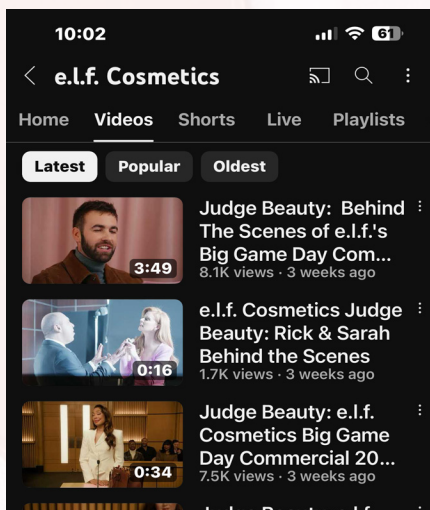 10:02
61
e.l.f. Cosmetics
Home Videos Shorts Live Playlists
Latest Popular Oldest
3:49
Judge Beauty: Behind
The Scenes of e.l.f.'s
Big Game Day Com...
8.1K views · 3 weeks ago
0:16
e.l.f. Cosmetics Judge
Beauty: Rick & Sarah
Behind the Scenes
1.7K views · 3 weeks ago
0:34
Judge Beauty: e.l.f.
Cosmetics Big Game
Day Commercial 20...
7.5K views · 3 weeks ago